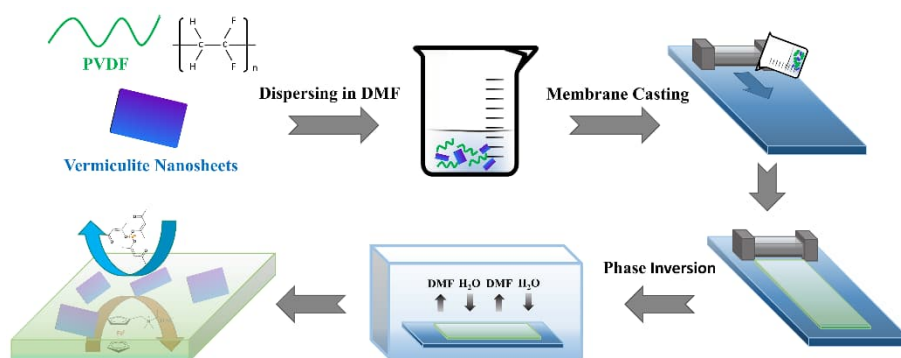 PVDF
H F
C C
H F
n
Dispersing in DMF
Membrane Casting
Vermiculite Nanosheets
Phase Inversion
DMF H₂O DMF H₂O